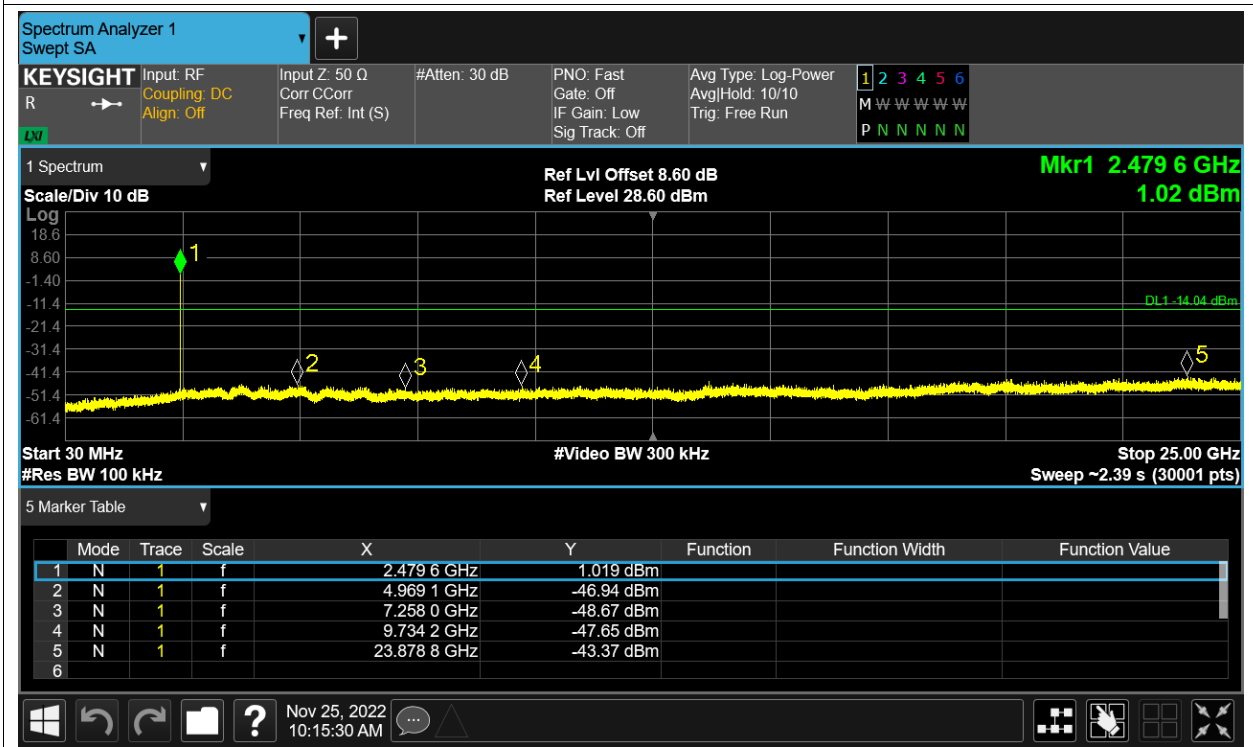 Spectrum Analyzer 1
Swept SA
+
KEYSIGHT
R
LXI
Input: RF
Coupling: DC
Align: Off
Input Z: 50 Ω
Corr CCorr
Freq Ref: Int (S)
#Atten: 30 dB
PNO: Fast
Gate: Off
IF Gain: Low
Sig Track: Off
Avg Type: Log-Power
Avg|Hold: 10/10
Trig: Free Run
1 2 3 4 5 6
M W W W W W
P N N N N N
1 Spectrum
Scale/Div 10 dB
Ref Lvl Offset 8.60 dB
Ref Level 28.60 dBm
Mkr1 2.479 6 GHz
1.02 dBm
Log
18.6
8.60
-1.40
-11.4
-21.4
-31.4
-41.4
-51.4
-61.4
1
2
3
4
5
DL1 -14.04 dBm
Start 30 MHz
#Video BW 300 kHz
Stop 25.00 GHz
#Res BW 100 kHz
Sweep ~2.39 s (30001 pts)
5 Marker Table
Mode Trace Scale X Y Function Function Width Function Value
1 N 1 f 2.479 6 GHz 1.019 dBm
2 N 1 f 4.969 1 GHz -46.94 dBm
3 N 1 f 7.258 0 GHz -48.67 dBm
4 N 1 f 9.734 2 GHz -47.65 dBm
5 N 1 f 23.878 8 GHz -43.37 dBm
6
?
Nov 25, 2022
10:15:30 AM